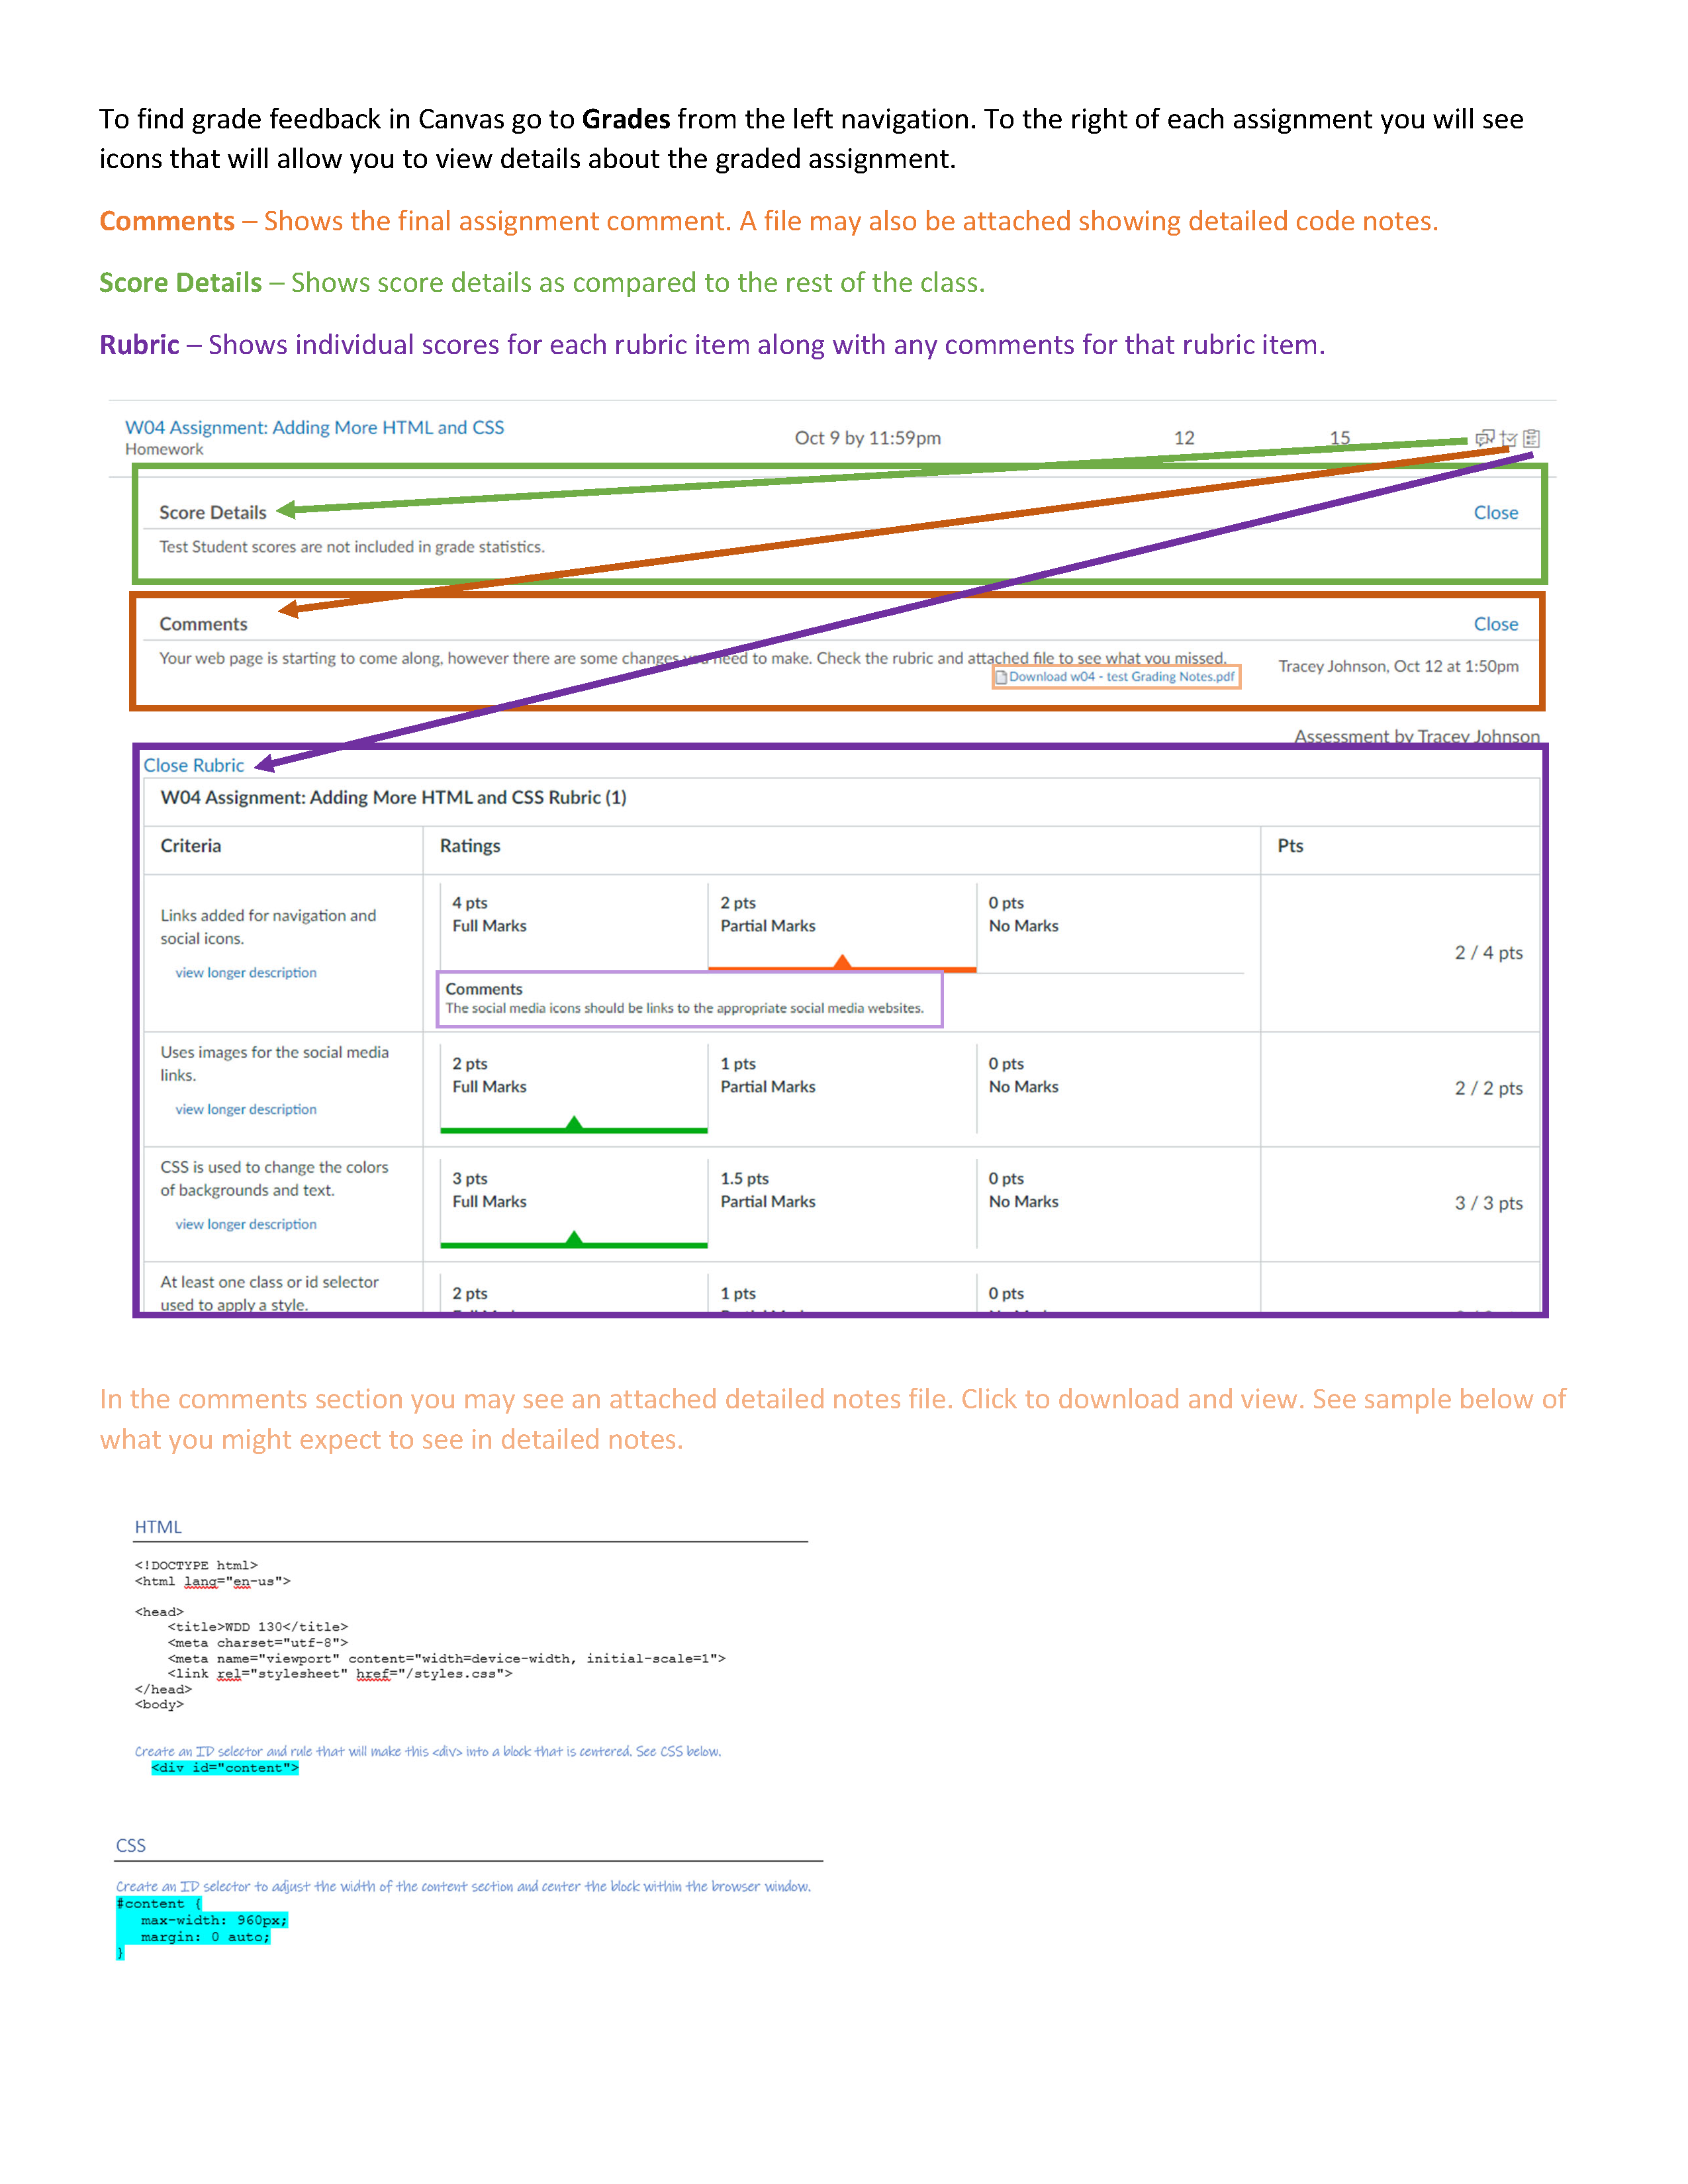 To find grade feedback in Canvas go to Grades from the left navigation. To the right of each assignment you will see
icons that will allow you to view details about the graded assignment.
Comments – Shows the final assignment comment. A file may also be attached showing detailed code notes.
Score Details – Shows score details as compared to the rest of the class.
Rubric – Shows individual scores for each rubric item along with any comments for that rubric item.
W04 Assignment: Adding More HTML and CSS
Homework
Oct 9 by 11:59pm
12
15
Score Details
Close
Test Student scores are not included in grade statistics.
Comments
Close
Your web page is starting to come along, however there are some changes you need to make. Check the rubric and attached file to see what you missed.
Download w04 - test Grading Notes.pdf
Tracey Johnson, Oct 12 at 1:50pm
Assessment by Tracey Johnson
Close Rubric
W04 Assignment: Adding More HTML and CSS Rubric (1)
Criteria
Ratings
Pts
Links added for navigation and
social icons.
view longer description
4 pts
Full Marks
2 pts
Partial Marks
0 pts
No Marks
2 / 4 pts
Comments
The social media icons should be links to the appropriate social media websites.
Uses images for the social media
links.
view longer description
2 pts
Full Marks
1 pts
Partial Marks
0 pts
No Marks
2 / 2 pts
CSS is used to change the colors
of backgrounds and text.
view longer description
3 pts
Full Marks
1.5 pts
Partial Marks
0 pts
No Marks
3 / 3 pts
At least one class or id selector
used to apply a style.
2 pts
1 pts
0 pts
In the comments section you may see an attached detailed notes file. Click to download and view. See sample below of
what you might expect to see in detailed notes.
HTML
<!DOCTYPE html>
<html lang="en-us">
<head>
<title>WDD 130</title>
<meta charset="utf-8">
<meta name="viewport" content="width=device-width, initial-scale=1">
<link rel="stylesheet" href="/styles.css">
</head>
<body>
Create an ID selector and rule that will make this <div> into a block that is centered. See CSS below.
<div id="content">
CSS
Create an ID selector to adjust the width of the content section and center the block within the browser window.
#content {
max-width: 960px;
margin: 0 auto;
}